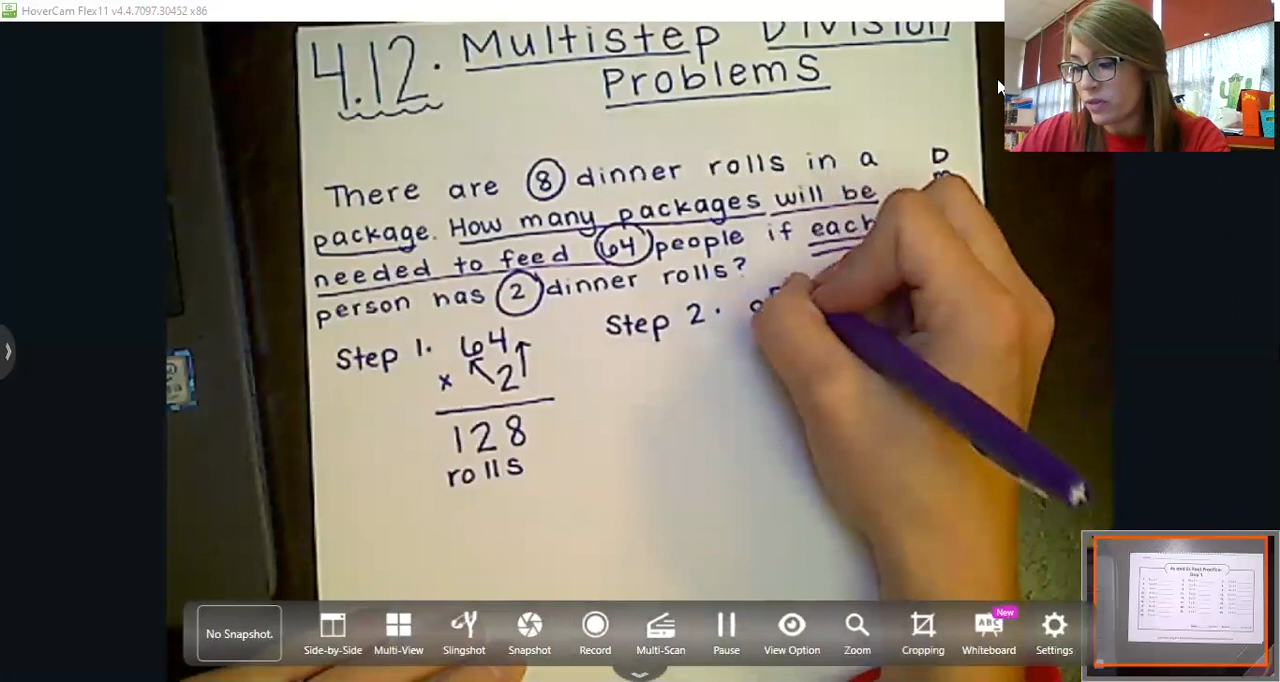 HoverCam Flex11 v4.4.7097.30452 x86
4.12. Multistep Division
Problems
There are 8 dinner rolls in a
package. How many packages will be
needed to feed 64 people if each
person has 2 dinner rolls?
D
Step 1. 64
x 2
128
rolls
Step 2.
No Snapshot.
Side-by-Side
Multi-View
Slingshot
Snapshot
Record
Multi-Scan
Pause
View Option
Zoom
Cropping
New
ABC
Whiteboard
Settings